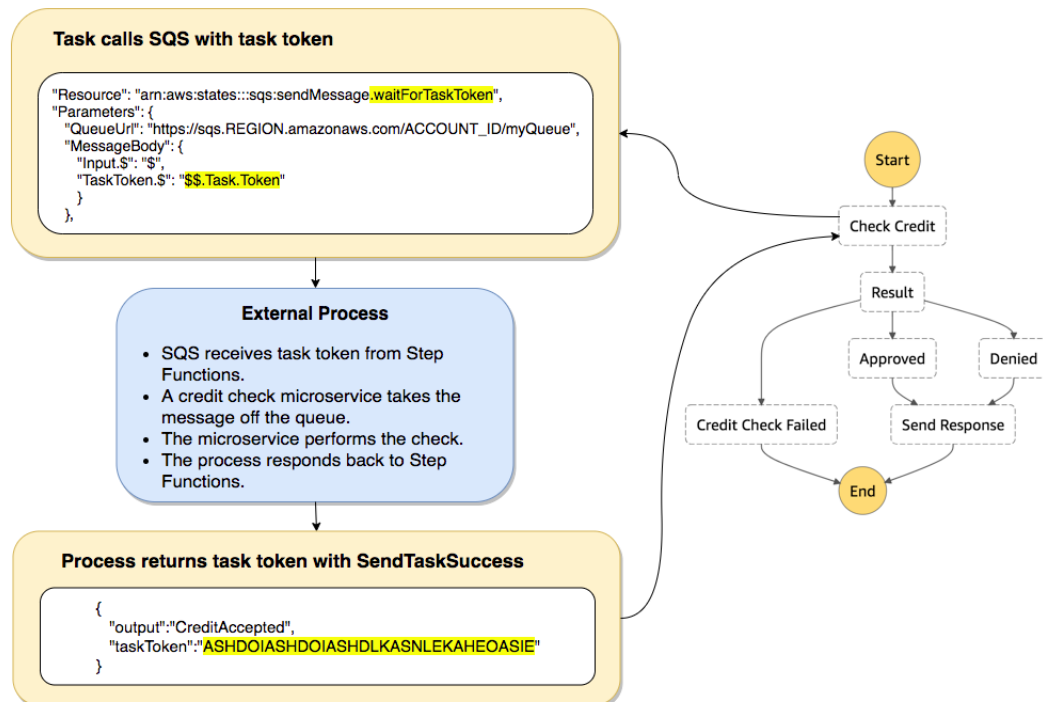 Task calls SQS with task token
"Resource": "arn:aws:states:::sqs:sendMessage.waitForTaskToken",
"Parameters": {
"QueueUrl": "https://sqs.REGION.amazonaws.com/ACCOUNT_ID/myQueue",
"MessageBody": {
"Input.$": "$",
"TaskToken.$": "$$.Task.Token"
}
},
External Process
• SQS receives task token from Step
Functions.
• A credit check microservice takes the
message off the queue.
• The microservice performs the check.
• The process responds back to Step
Functions.
Process returns task token with SendTaskSuccess
{
"output":"CreditAccepted",
"taskToken":"ASHDOIASHDOIASHDLKASNLEKAHEOASIE"
}
Start
Check Credit
Result
Approved
Denied
Credit Check Failed
Send Response
End